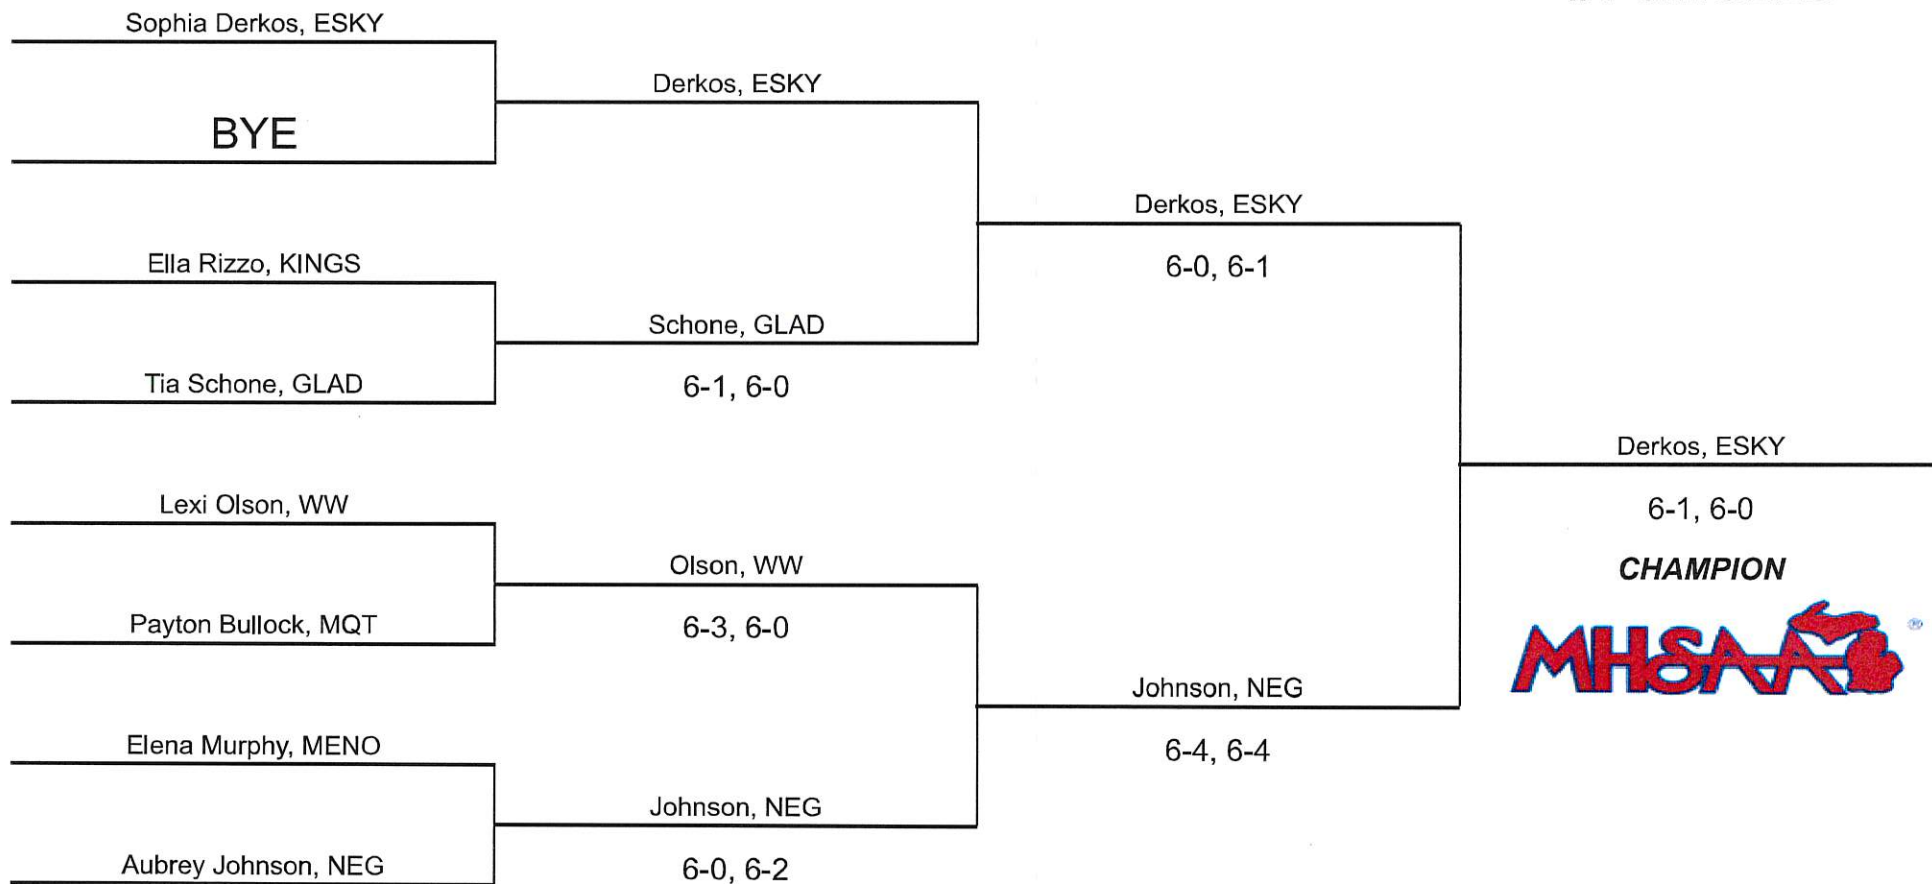 Sophia Derkos, ESKY
BYE
Ella Rizzo, KINGS
Tia Schone, GLAD
Lexi Olson, WW
Payton Bullock, MQT
Elena Murphy, MENO
Aubrey Johnson, NEG
Derkos, ESKY
Schone, GLAD
6-1, 6-0
Olson, WW
6-3, 6-0
Johnson, NEG
6-0, 6-2
Derkos, ESKY
6-0, 6-1
Johnson, NEG
6-4, 6-4
Derkos, ESKY
6-1, 6-0
CHAMPION
MHSAA®